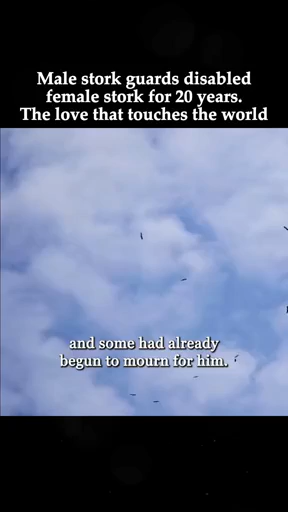 Male stork guards disabled
female stork for 20 years.
The love that touches the world
and some had already
begun to mourn for him.